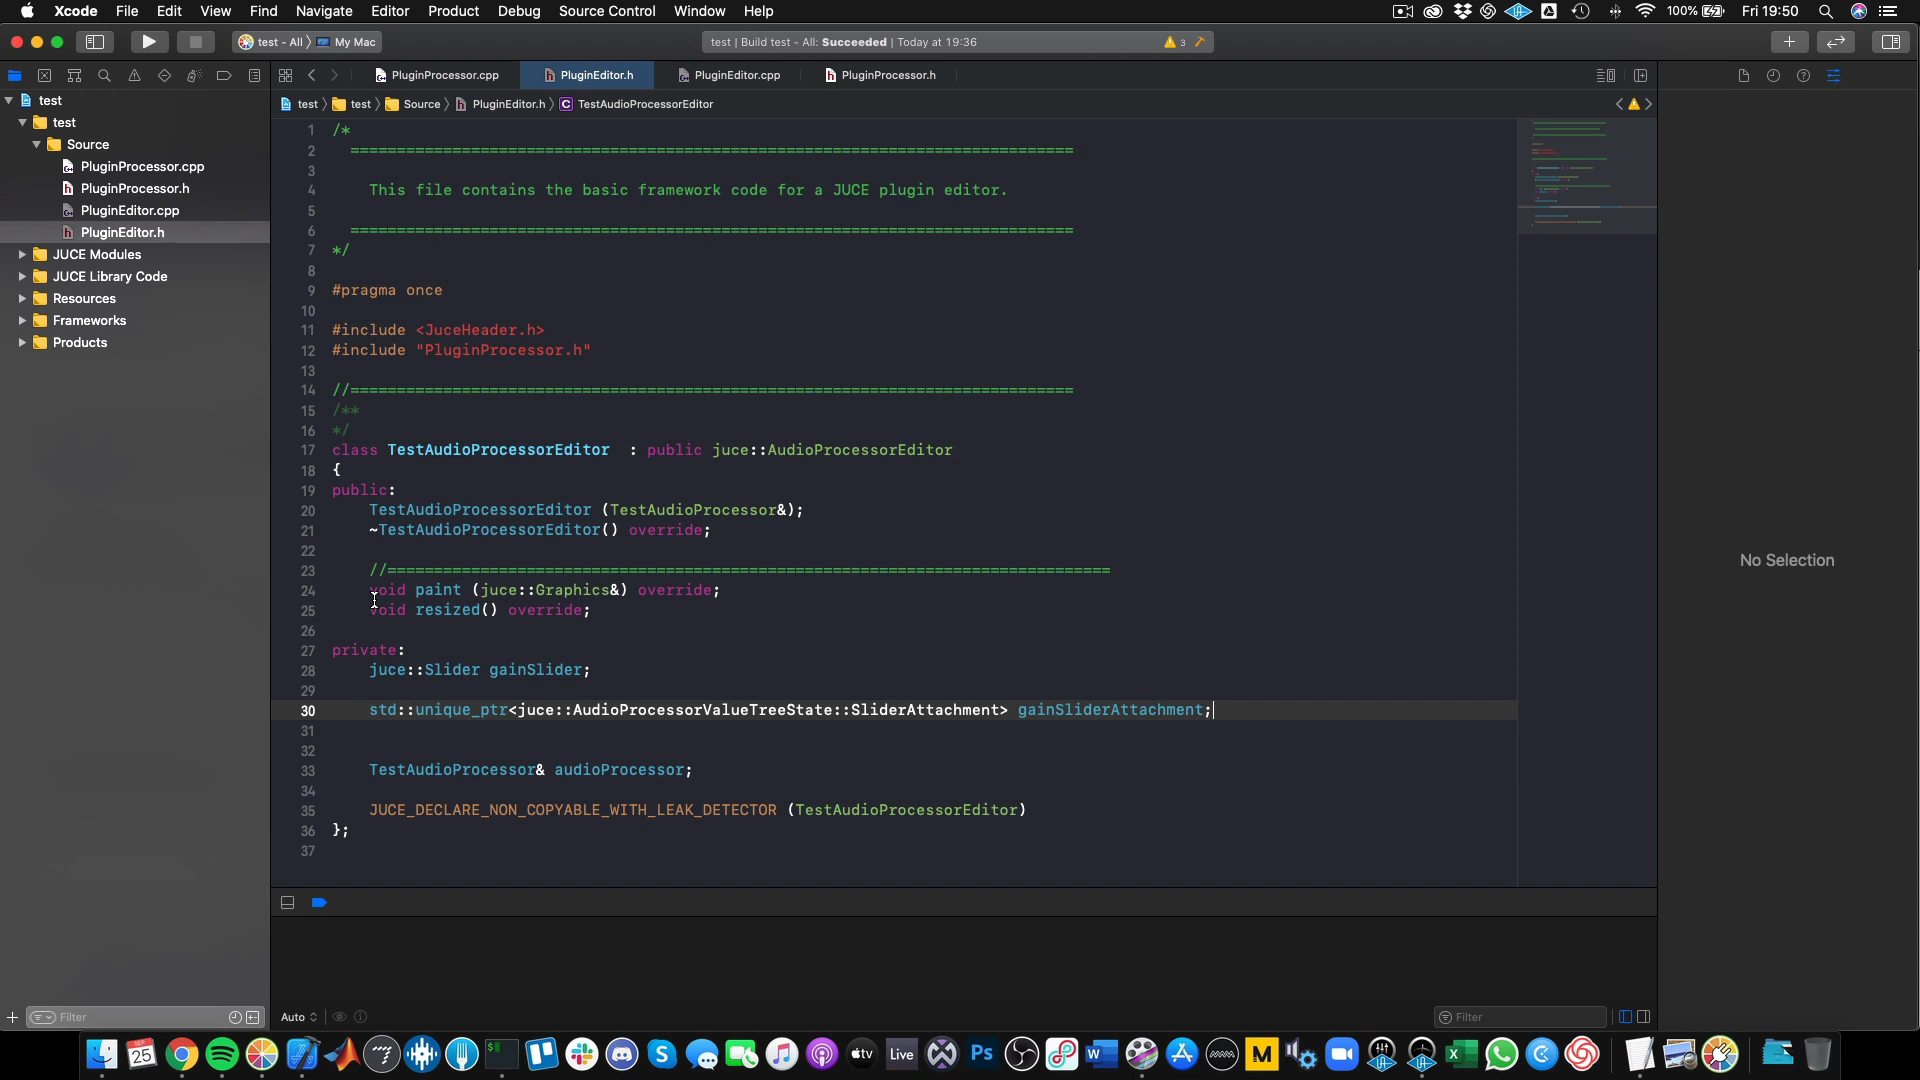 Xcode File Edit View Find Navigate Editor Product Debug Source Control Window Help 100% Fri 19:50
test - All My Mac test | Build test - All: Succeeded | Today at 19:36 3
PluginProcessor.cpp PluginEditor.h PluginEditor.cpp PluginProcessor.h
test test Source PluginEditor.h C TestAudioProcessorEditor
test
test
Source
PluginProcessor.cpp
PluginProcessor.h
PluginEditor.cpp
PluginEditor.h
JUCE Modules
JUCE Library Code
Resources
Frameworks
Products
1 /*
2 ==============================================================================
3
4 This file contains the basic framework code for a JUCE plugin editor.
5
6 ==============================================================================
7 */
8
9 #pragma once
10
11 #include <JuceHeader.h>
12 #include "PluginProcessor.h"
13
14 //==============================================================================
15 /**
16 */
17 class TestAudioProcessorEditor : public juce::AudioProcessorEditor
18 {
19 public:
20 TestAudioProcessorEditor (TestAudioProcessor&);
21 ~TestAudioProcessorEditor() override;
22
23 //==============================================================================
24 void paint (juce::Graphics&) override;
25 void resized() override;
26
27 private:
28 juce::Slider gainSlider;
29
30 std::unique_ptr<juce::AudioProcessorValueTreeState::SliderAttachment> gainSliderAttachment;
31
32
33 TestAudioProcessor& audioProcessor;
34
35 JUCE_DECLARE_NON_COPYABLE_WITH_LEAK_DETECTOR (TestAudioProcessorEditor)
36 };
37
No Selection
Filter
Auto
Filter
SEP
25
tv
Live
Ps
W
M
X